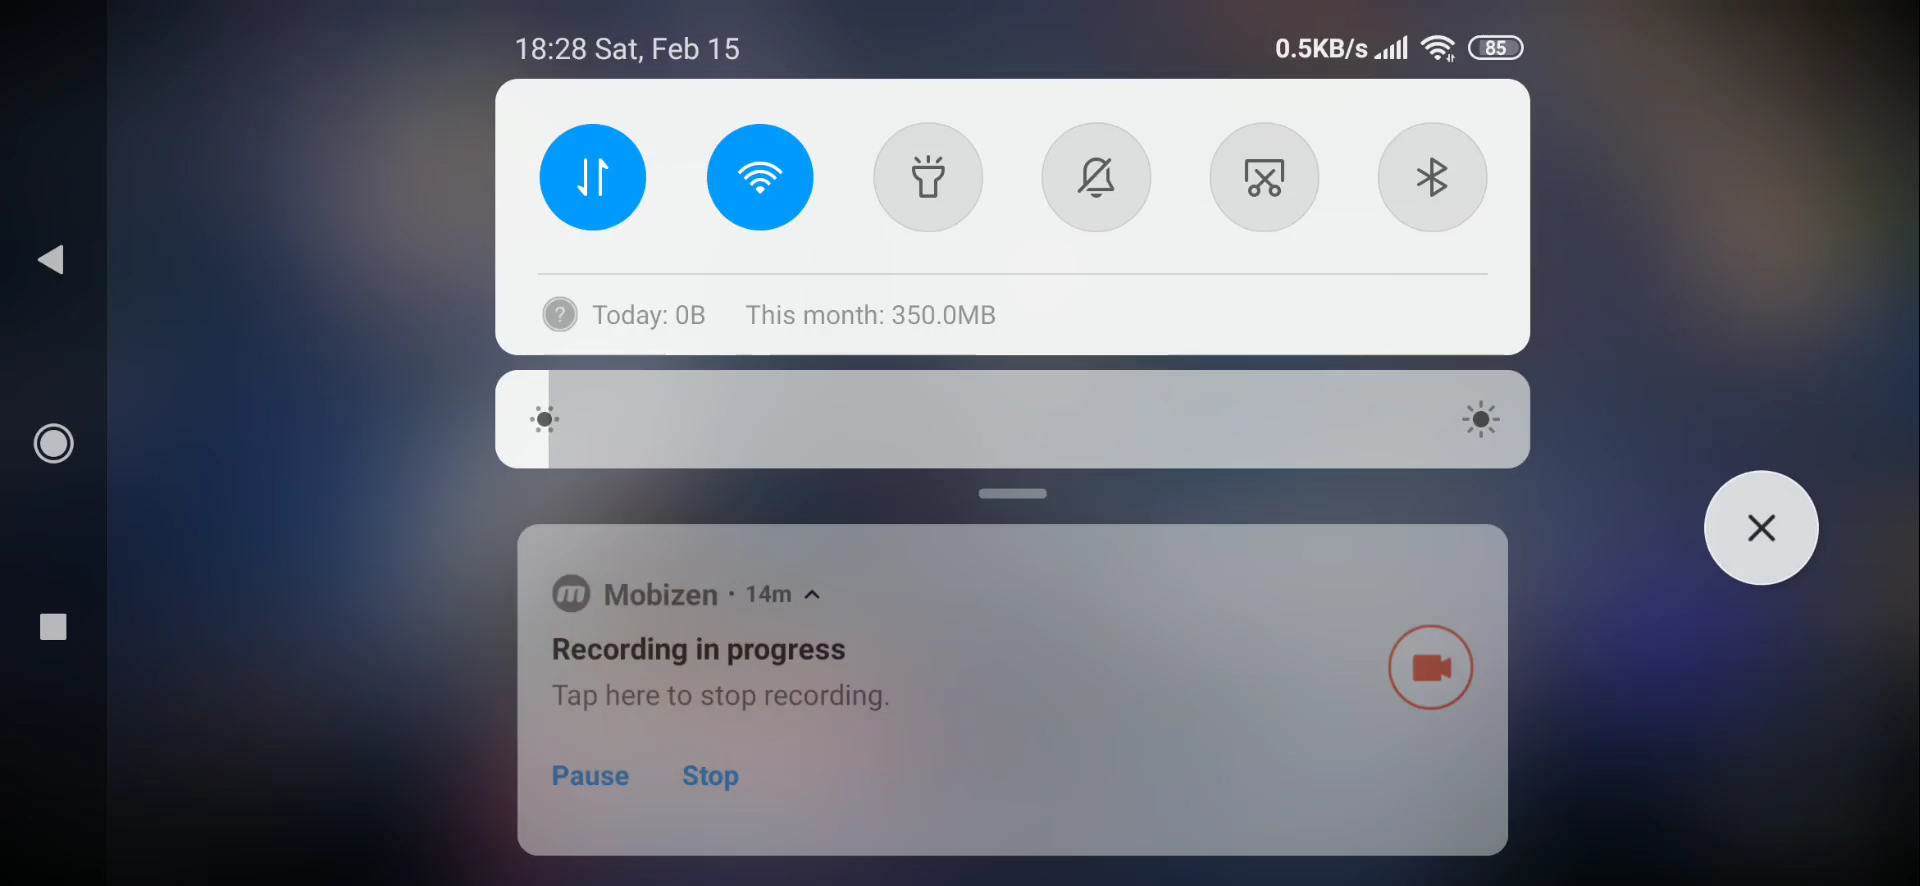 18:28 Sat, Feb 15
0.5KB/s 85
? Today: 0B This month: 350.0MB
m Mobizen · 14m
Recording in progress
Tap here to stop recording.
Pause Stop